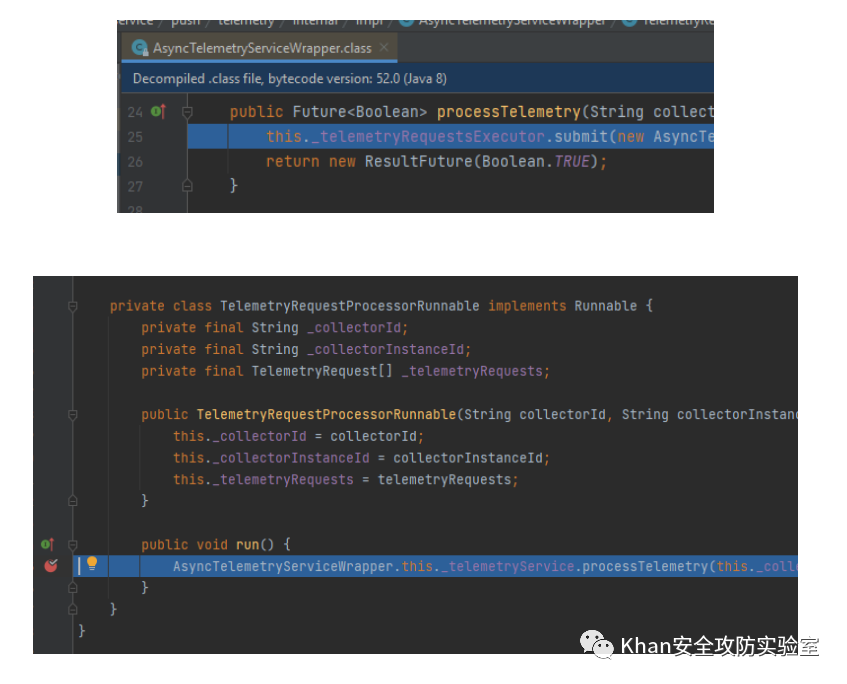 ervice / push / telemetry / internal / impl / AsyncTelemetryServiceWrapper / TelemetryRe
AsyncTelemetryServiceWrapper.class
Decompiled .class file, bytecode version: 52.0 (Java 8)
24 public Future<Boolean> processTelemetry(String collect
25 this._telemetryRequestsExecutor.submit(new AsyncTe
26 return new ResultFuture(Boolean.TRUE);
27 }
28
private class TelemetryRequestProcessorRunnable implements Runnable {
private final String _collectorId;
private final String _collectorInstanceId;
private final TelemetryRequest[] _telemetryRequests;
public TelemetryRequestProcessorRunnable(String collectorId, String collectorInstanc
this._collectorId = collectorId;
this._collectorInstanceId = collectorInstanceId;
this._telemetryRequests = telemetryRequests;
}
public void run() {
AsyncTelemetryServiceWrapper.this._telemetryService.processTelemetry(this._colle
}
}
}
Khan安全攻防实验室